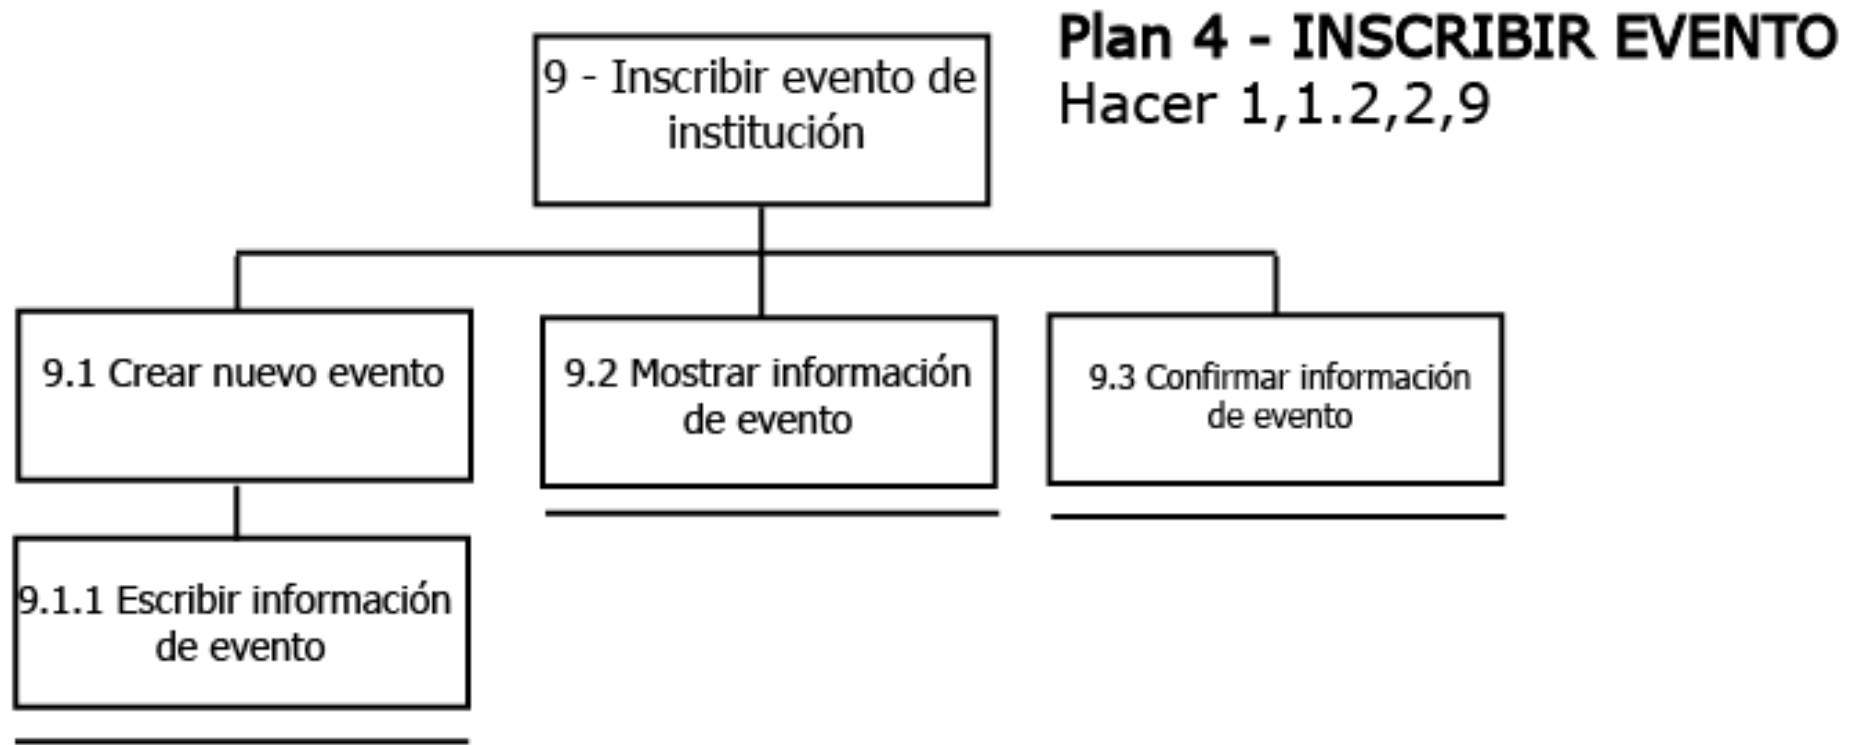 Plan 4 - INSCRIBIR EVENTO
Hacer 1,1.2,2,9
9 - Inscribir evento de
institución
9.1 Crear nuevo evento
9.2 Mostrar información
de evento
9.3 Confirmar información
de evento
9.1.1 Escribir información
de evento